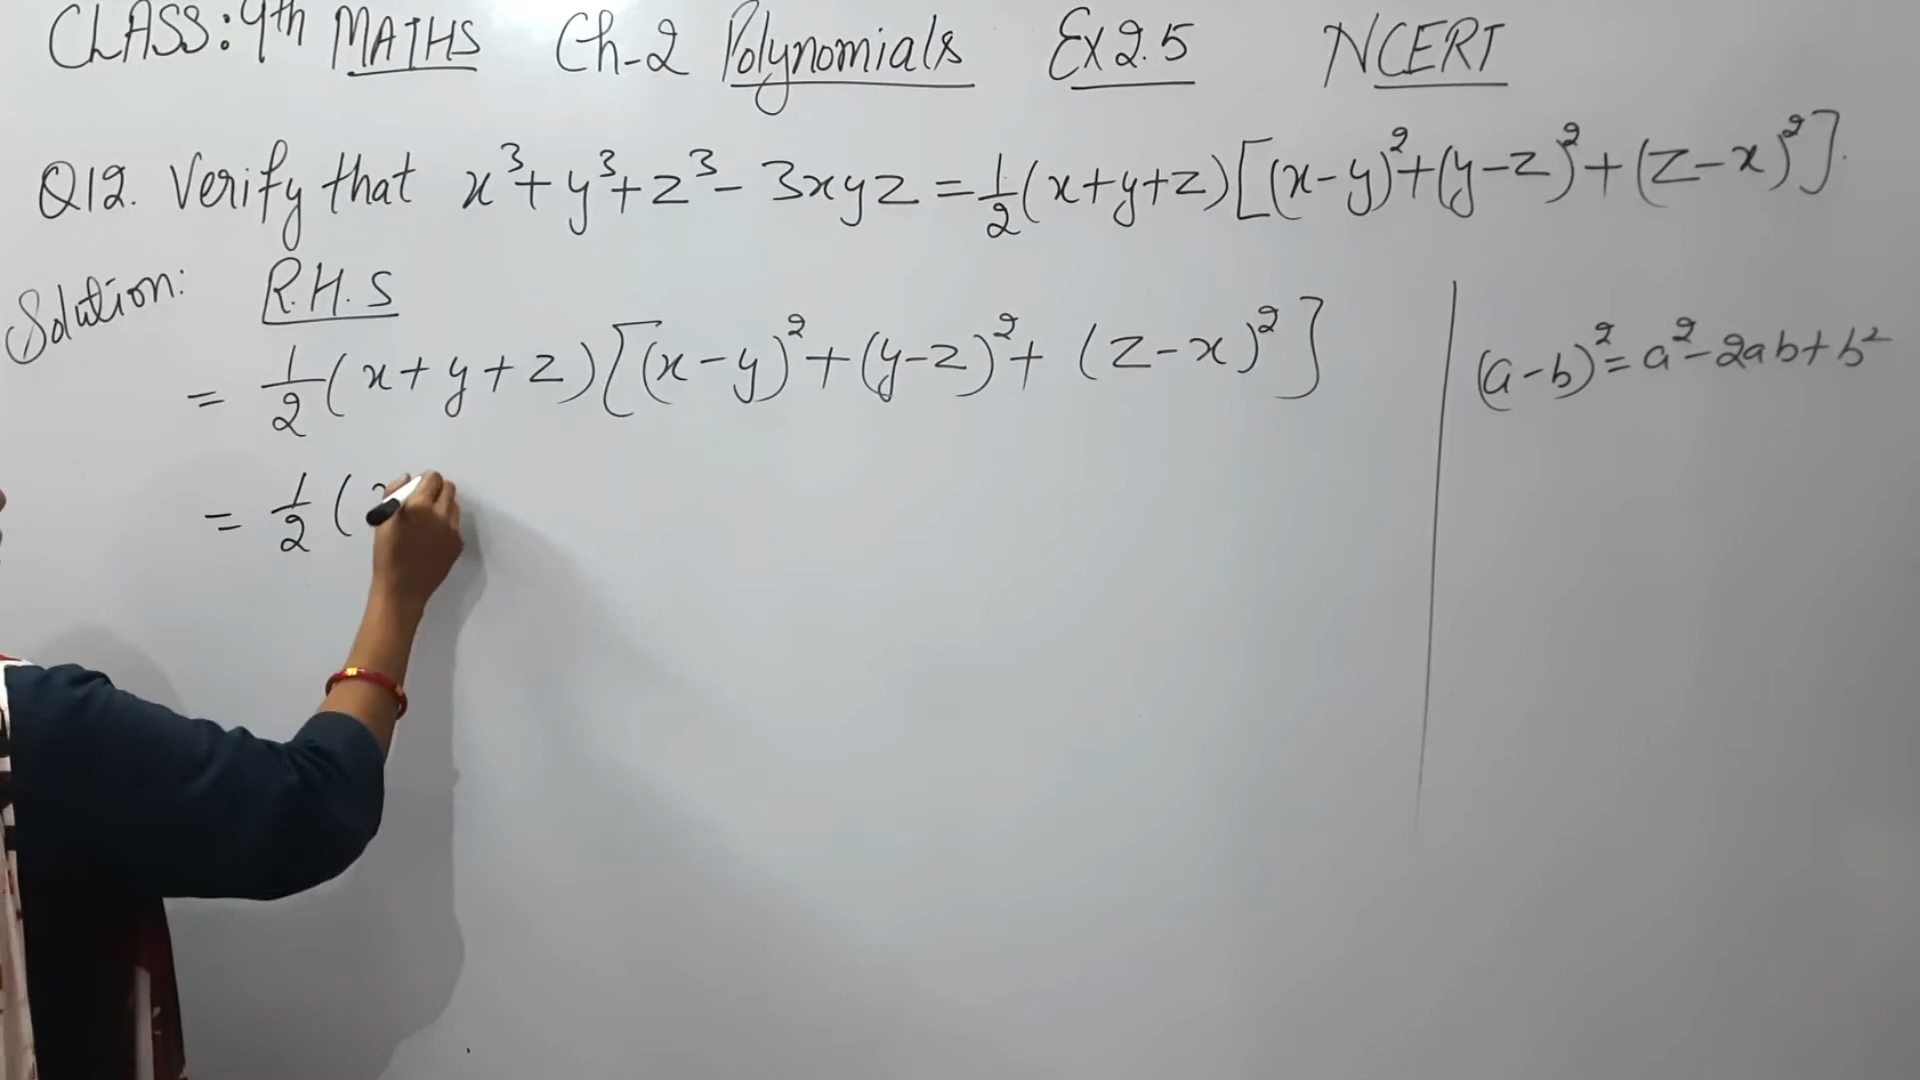 CLASS: 9th MATHS Ch-2 Polynomials Ex 2.5 NCERT
Q12. Verify that x³+y³+z³-3xyz=1/2(x+y+z)[(x-y)²+(y-z)²+(z-x)²].
Solution: R.H.S
= 1/2(x+y+z)[(x-y)²+(y-z)²+(z-x)²]
(a-b)²=a²-2ab+b²
= 1/2(